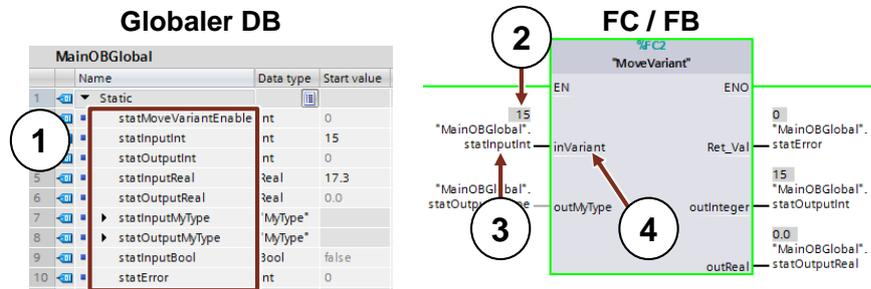 Globaler DB
MainOBGlobal
Name Data type Start value
1 Static
statMoveVariantEnable nt 0
statInputInt nt 15
statOutputInt nt 0
5 statInputReal Real 17.3
6 statOutputReal Real 0.0
7 statInputMyType "MyType"
8 statOutputMyType "MyType"
9 statInputBool Bool false
10 statError nt 0
1
FC / FB
2
%FC2
"MoveVariant"
EN ENO
15
"MainOBGlobal".
statInputInt inVariant
"MainOBGlobal".
outMyType
3
4
0
"MainOBGlobal".
Ret_Val statError
15
"MainOBGlobal".
outInteger statOutputInt
0.0
"MainOBGlobal".
outReal statOutputReal